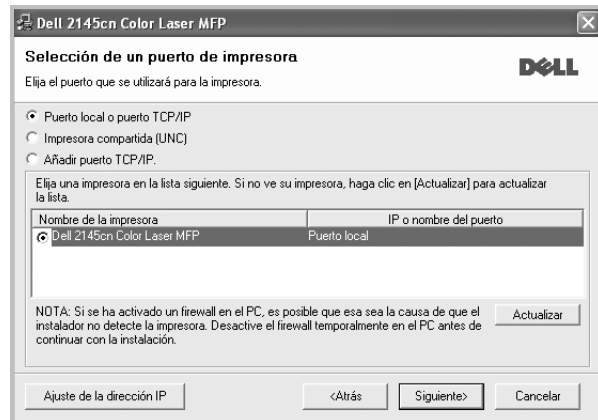 Dell 2145cn Color Laser MFP
Selección de un puerto de impresora
Elija el puerto que se utilizará para la impresora.
DELL
Puerto local o puerto TCP/IP
Impresora compartida (UNC)
Añadir puerto TCP/IP.
Elija una impresora en la lista siguiente. Si no ve su impresora, haga clic en [Actualizar] para actualizar
la lista.
Nombre de la impresora IP o nombre del puerto
Dell 2145cn Color Laser MFP Puerto local
NOTA: Si se ha activado un firewall en el PC, es posible que esa sea la causa de que el
instalador no detecte la impresora. Desactive el firewall temporalmente en el PC antes de
continuar con la instalación.
Actualizar
Ajuste de la dirección IP <Atrás Siguiente> Cancelar